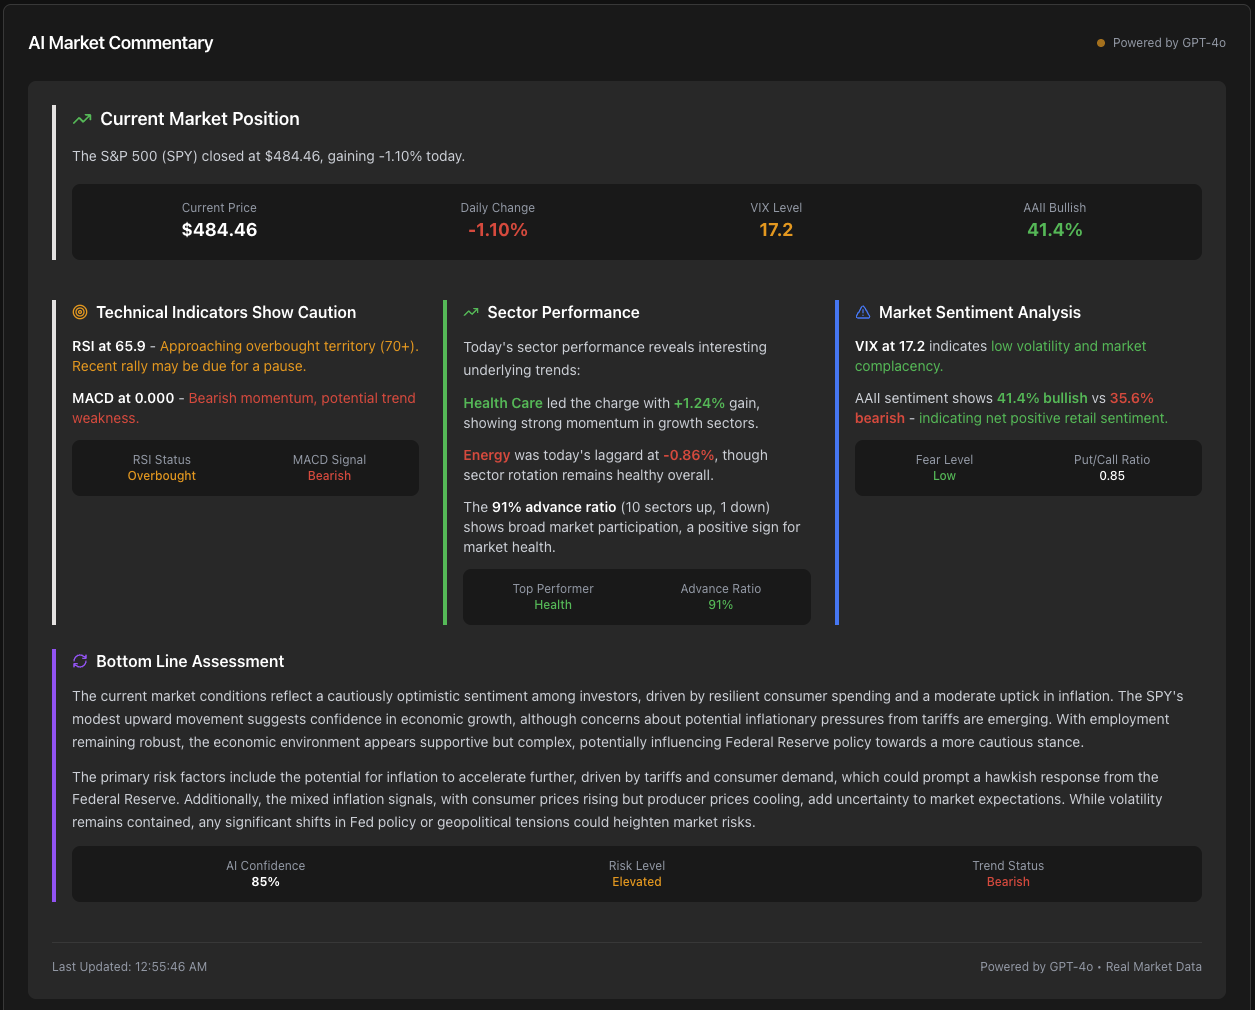 AI Market Commentary
Powered by GPT-4o
Current Market Position
The S&P 500 (SPY) closed at $484.46, gaining -1.10% today.
Current Price
$484.46
Daily Change
-1.10%
VIX Level
17.2
AAII Bullish
41.4%
Technical Indicators Show Caution
RSI at 65.9 - Approaching overbought territory (70+).
Recent rally may be due for a pause.
MACD at 0.000 - Bearish momentum, potential trend
weakness.
RSI Status
Overbought
MACD Signal
Bearish
Sector Performance
Today's sector performance reveals interesting
underlying trends:
Health Care led the charge with +1.24% gain,
showing strong momentum in growth sectors.
Energy was today's laggard at -0.86%, though
sector rotation remains healthy overall.
The 91% advance ratio (10 sectors up, 1 down)
shows broad market participation, a positive sign for
market health.
Top Performer
Health
Advance Ratio
91%
Market Sentiment Analysis
VIX at 17.2 indicates low volatility and market
complacency.
AAII sentiment shows 41.4% bullish vs 35.6%
bearish - indicating net positive retail sentiment.
Fear Level
Low
Put/Call Ratio
0.85
Bottom Line Assessment
The current market conditions reflect a cautiously optimistic sentiment among investors, driven by resilient consumer spending and a moderate uptick in inflation. The SPY's
modest upward movement suggests confidence in economic growth, although concerns about potential inflationary pressures from tariffs are emerging. With employment
remaining robust, the economic environment appears supportive but complex, potentially influencing Federal Reserve policy towards a more cautious stance.
The primary risk factors include the potential for inflation to accelerate further, driven by tariffs and consumer demand, which could prompt a hawkish response from the
Federal Reserve. Additionally, the mixed inflation signals, with consumer prices rising but producer prices cooling, add uncertainty to market expectations. While volatility
remains contained, any significant shifts in Fed policy or geopolitical tensions could heighten market risks.
AI Confidence
85%
Risk Level
Elevated
Trend Status
Bearish
Last Updated: 12:55:46 AM
Powered by GPT-4o • Real Market Data